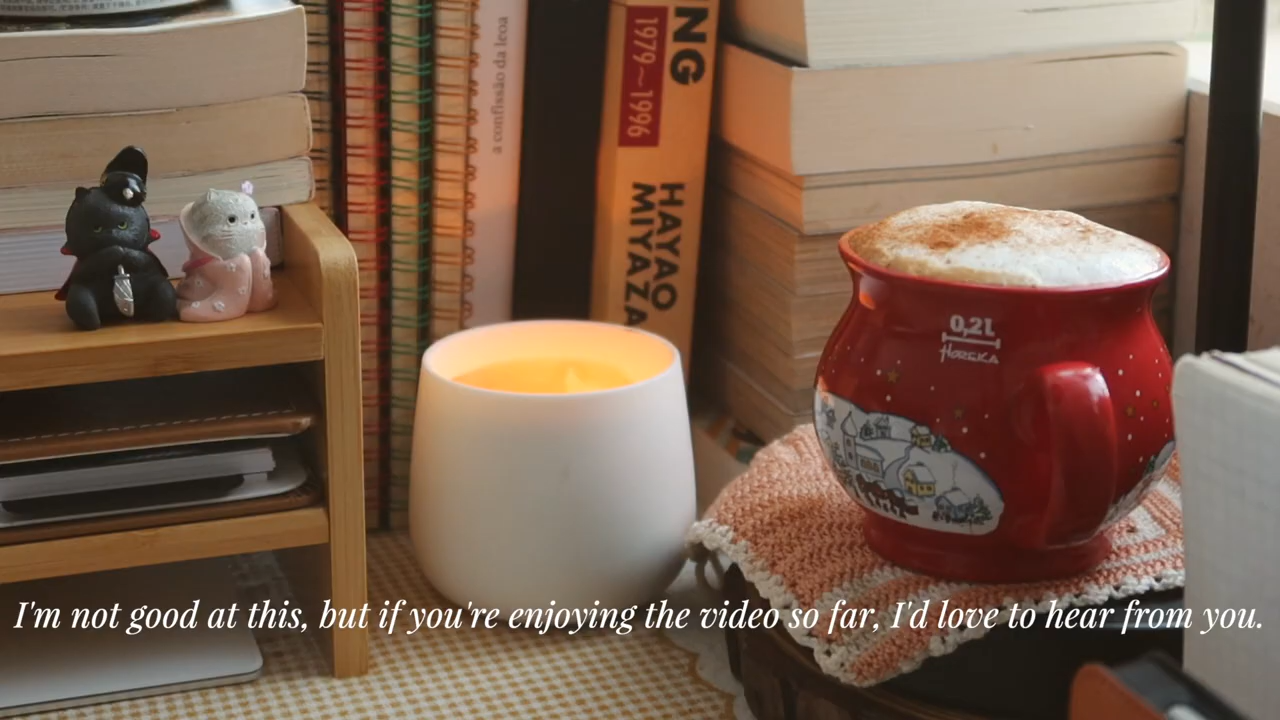 a confissão da leoa
NG
1979~1996
HAYAO
MIYAZA
0,2L
HOREKA
I'm not good at this, but if you're enjoying the video so far, I'd love to hear from you.